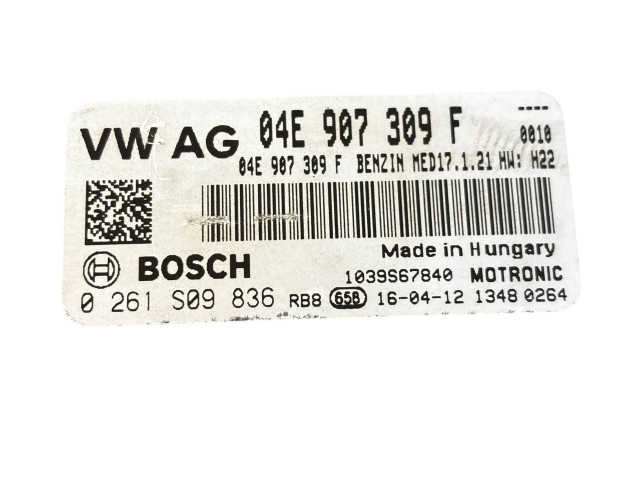 VW AG 04E 907 309 F ----
0010
04E 907 309 F BENZIN MED17.1.21 HW: H22
Made in Hungary
BOSCH 1039S67840 MOTRONIC
0 261 S09 836 RB8 65B 16-04-12 1348 0264